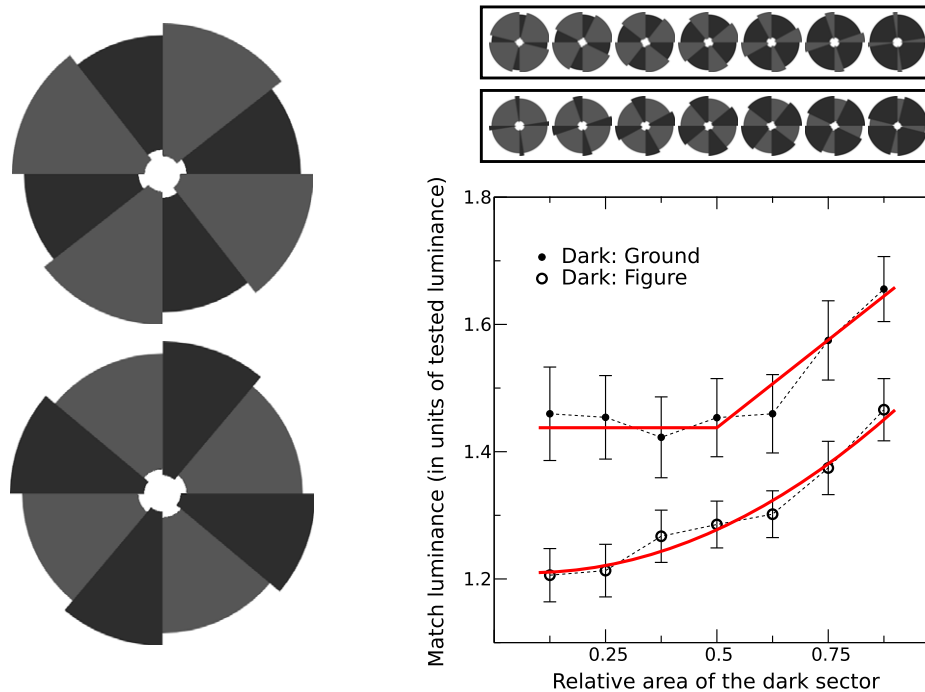 1.8
Dark: Ground
Dark: Figure
1.6
1.4
1.2
Match luminance (in units of tested luminance)
0.25 0.5 0.75
Relative area of the dark sector